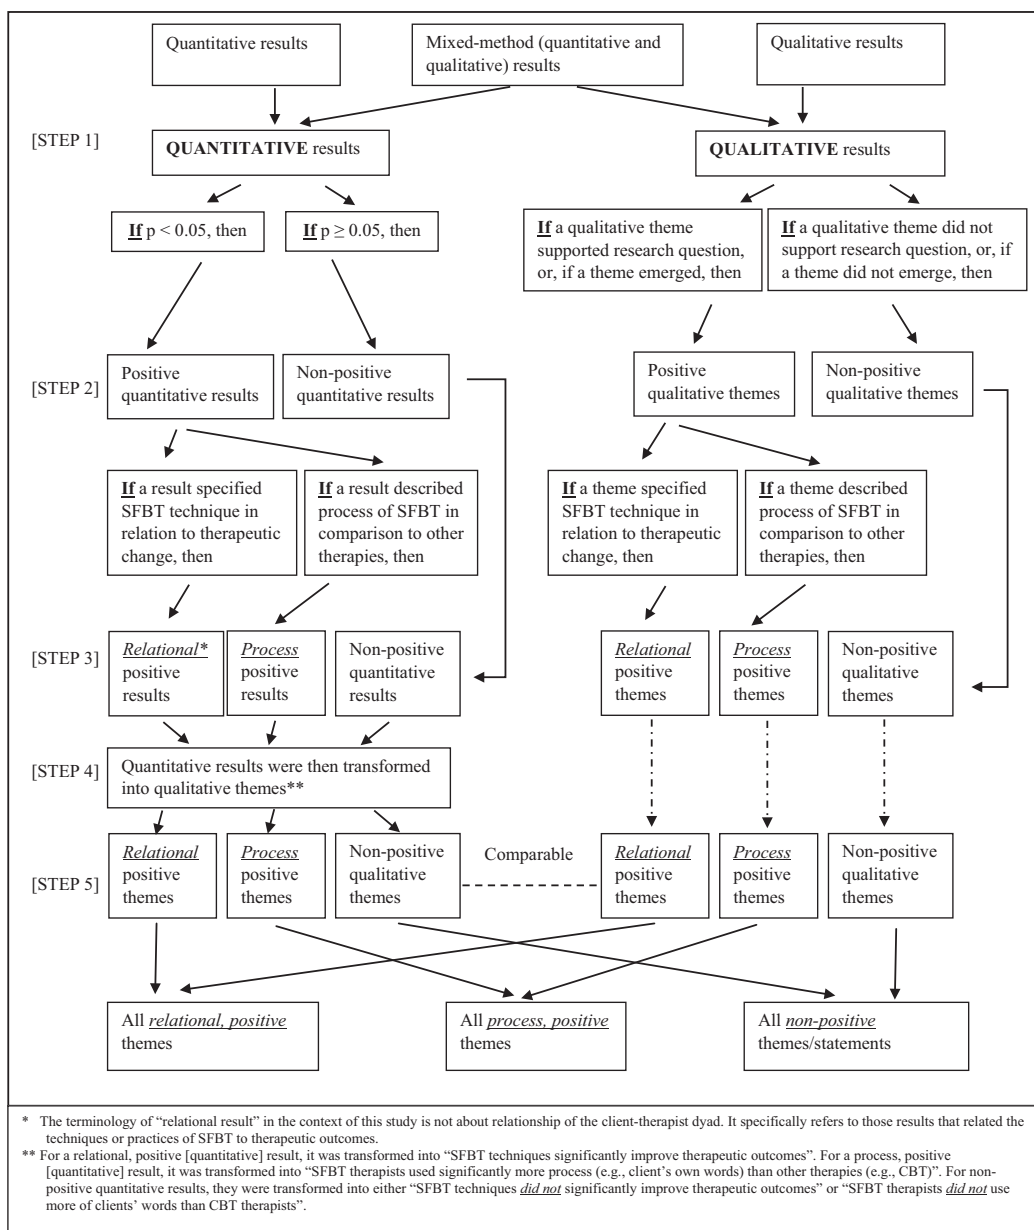 Quantitative results
Mixed-method (quantitative and
qualitative) results
Qualitative results
[STEP 1]
QUANTITATIVE results
QUALITATIVE results
If p < 0.05, then
If p ≥ 0.05, then
If a qualitative theme
supported research question,
or, if a theme emerged, then
If a qualitative theme did not
support research question, or, if
a theme did not emerge, then
[STEP 2]
Positive
quantitative results
Non-positive
quantitative results
Positive
qualitative themes
Non-positive
qualitative themes
If a result specified
SFBT technique in
relation to therapeutic
change, then
If a result described
process of SFBT in
comparison to other
therapies, then
If a theme specified
SFBT technique in
relation to therapeutic
change, then
If a theme described
process of SFBT in
comparison to other
therapies, then
[STEP 3]
Relational*
positive
results
Process
positive
results
Non-positive
quantitative
results
Relational
positive
themes
Process
positive
themes
Non-positive
qualitative
themes
[STEP 4]
Quantitative results were then transformed
into qualitative themes**
[STEP 5]
Relational
positive
themes
Process
positive
themes
Non-positive
qualitative
themes
Comparable
Relational
positive
themes
Process
positive
themes
Non-positive
qualitative
themes
All relational, positive
themes
All process, positive
themes
All non-positive
themes/statements
* The terminology of “relational result” in the context of this study is not about relationship of the client-therapist dyad. It specifically refers to those results that related the
techniques or practices of SFBT to therapeutic outcomes.
** For a relational, positive [quantitative] result, it was transformed into “SFBT techniques significantly improve therapeutic outcomes”. For a process, positive
[quantitative] result, it was transformed into “SFBT therapists used significantly more process (e.g., client’s own words) than other therapies (e.g., CBT)”. For non-
positive quantitative results, they were transformed into either “SFBT techniques did not significantly improve therapeutic outcomes” or “SFBT therapists did not use
more of clients’ words than CBT therapists”.